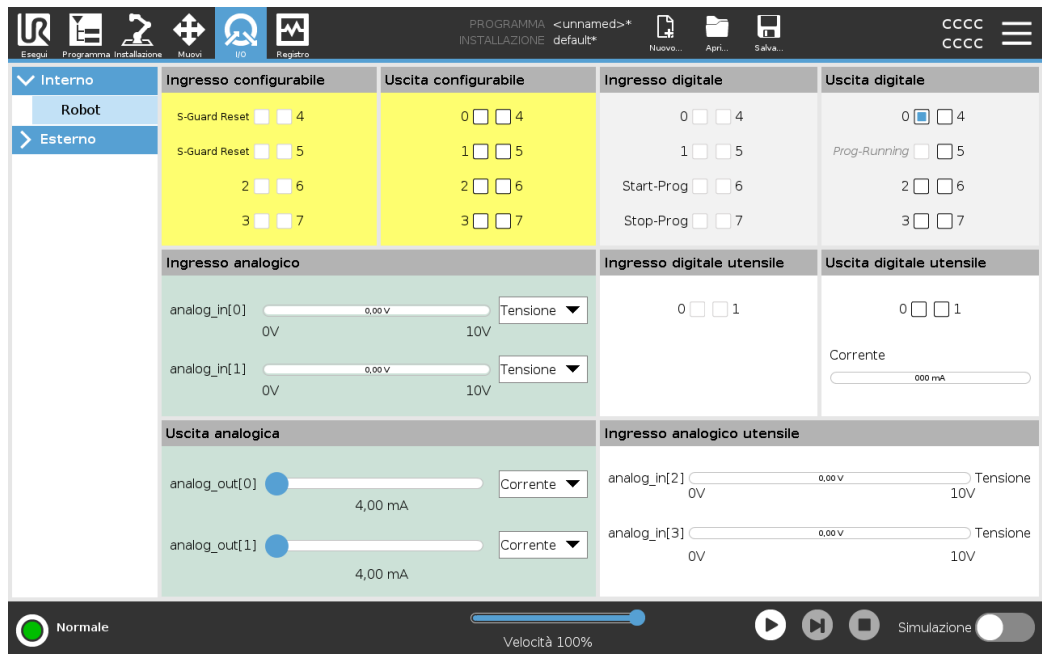 PROGRAMMA <unnamed>*
INSTALLAZIONE default*
CCCC
CCCC
Esegui Programma Installazione Muovi I/O Registro Nuovo... Apri... Salva...
Interno
Robot
Esterno
Ingresso configurabile Uscita configurabile Ingresso digitale Uscita digitale
S-Guard Reset 4 0 4 0 4 0 4
S-Guard Reset 5 1 5 1 5 Prog-Running 5
2 6 2 6 Start-Prog 6 2 6
3 7 3 7 Stop-Prog 7 3 7
Ingresso analogico Ingresso digitale utensile Uscita digitale utensile
analog_in[0] 0,00 V Tensione 0 1 0 1
0V 10V
Corrente
analog_in[1] 0,00 V Tensione 000 mA
0V 10V
Uscita analogica Ingresso analogico utensile
analog_out[0] Corrente analog_in[2] 0,00 V Tensione
4,00 mA 0V 10V
analog_out[1] Corrente analog_in[3] 0,00 V Tensione
4,00 mA 0V 10V
Normale Simulazione
Velocità 100%